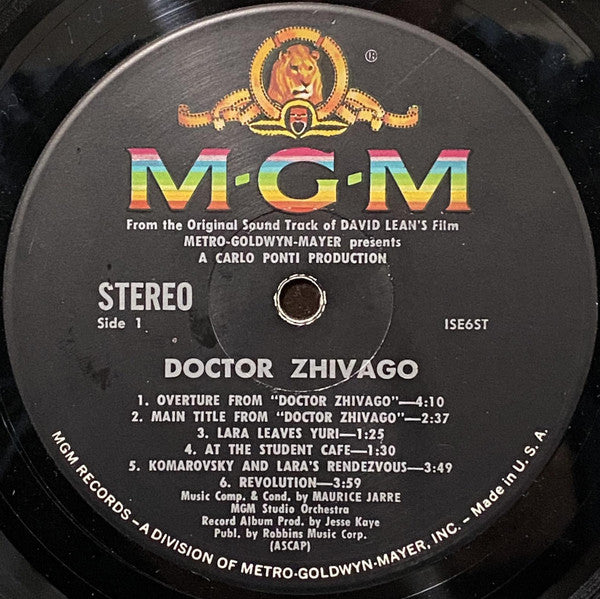 ®
M·G·M
From the Original Sound Track of DAVID LEAN'S Film
METRO-GOLDWYN-MAYER presents
A CARLO PONTI PRODUCTION
STEREO
Side 1
1SE6ST
DOCTOR ZHIVAGO
1. OVERTURE FROM “DOCTOR ZHIVAGO”—4:10
2. MAIN TITLE FROM “DOCTOR ZHIVAGO”—2:37
3. LARA LEAVES YURI—1:25
4. AT THE STUDENT CAFE—1:30
5. KOMAROVSKY AND LARA'S RENDEZVOUS—3:49
6. REVOLUTION—3:59
Music Comp. & Cond. by MAURICE JARRE
MGM Studio Orchestra
Record Album Prod. by Jesse Kaye
Publ. by Robbins Music Corp.
(ASCAP)
MGM RECORDS—A DIVISION OF METRO-GOLDWYN-MAYER, INC.—Made in U.S.A.